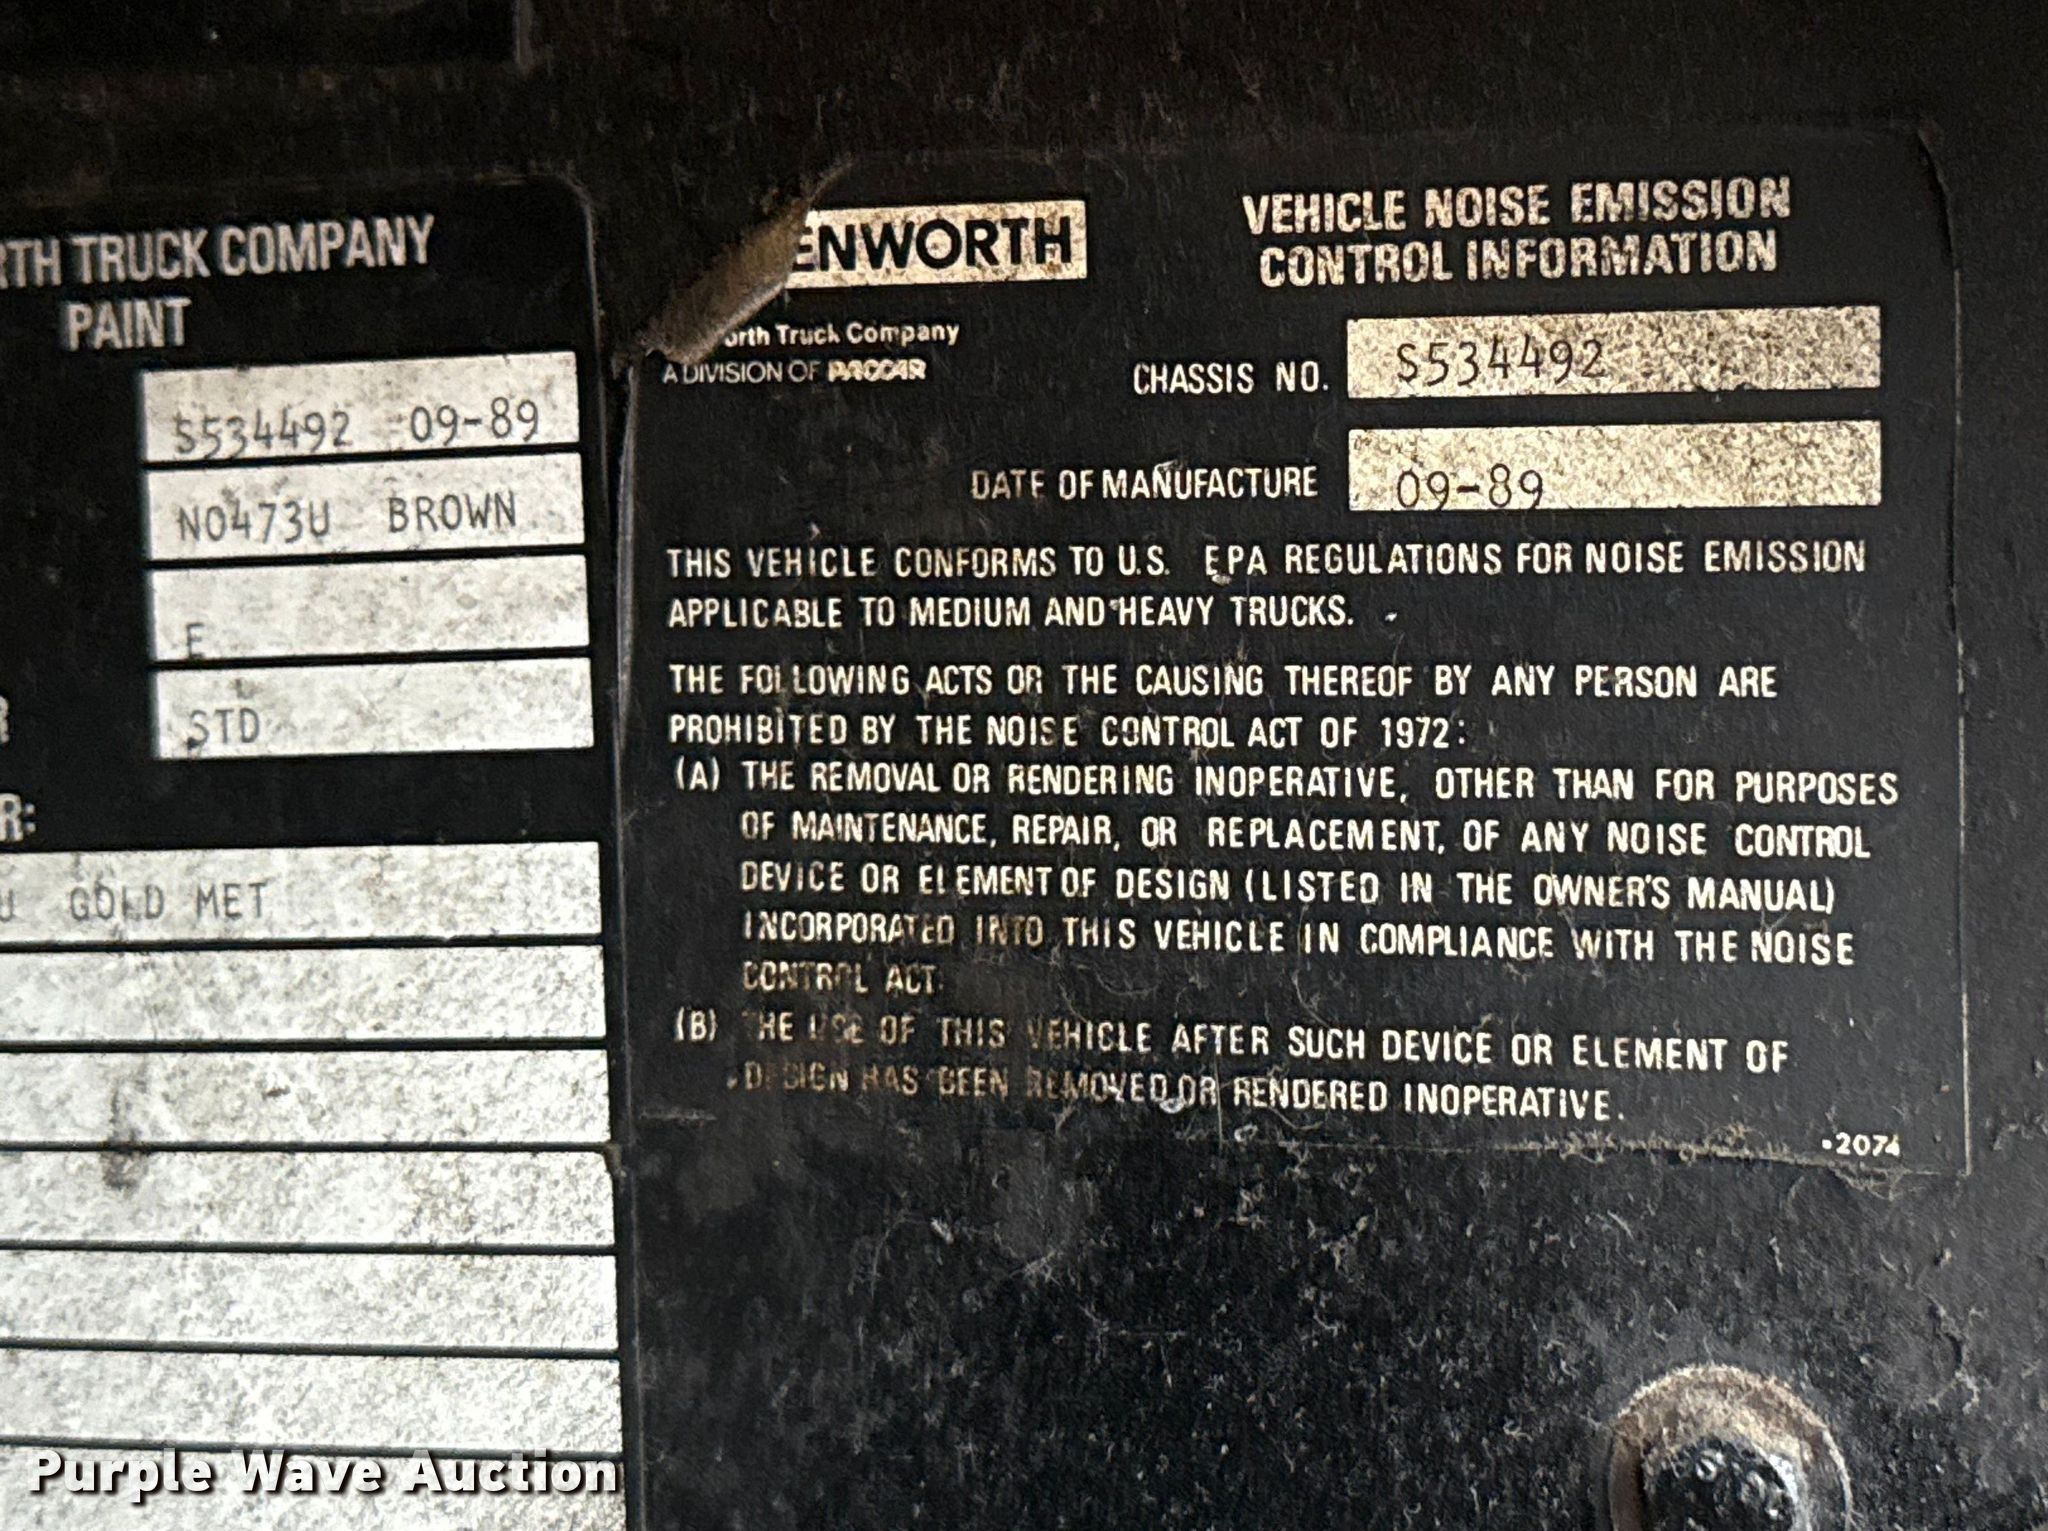 RTH TRUCK COMPANY
PAINT
S534492 09-89
N0473U BROWN
E
R STD
R:
U GOLD MET
ENWORTH
orth Truck Company
A DIVISION OF PACCAR
VEHICLE NOISE EMISSION
CONTROL INFORMATION
CHASSIS NO. S534492
DATE OF MANUFACTURE 09-89
THIS VEHICLE CONFORMS TO U.S. EPA REGULATIONS FOR NOISE EMISSION
APPLICABLE TO MEDIUM AND HEAVY TRUCKS.
THE FOLLOWING ACTS OR THE CAUSING THEREOF BY ANY PERSON ARE
PROHIBITED BY THE NOISE CONTROL ACT OF 1972:
(A) THE REMOVAL OR RENDERING INOPERATIVE, OTHER THAN FOR PURPOSES
OF MAINTENANCE, REPAIR, OR REPLACEMENT, OF ANY NOISE CONTROL
DEVICE OR ELEMENT OF DESIGN (LISTED IN THE OWNER'S MANUAL)
INCORPORATED INTO THIS VEHICLE IN COMPLIANCE WITH THE NOISE
CONTROL ACT.
(B) THE USE OF THIS VEHICLE AFTER SUCH DEVICE OR ELEMENT OF
DESIGN HAS BEEN REMOVED OR RENDERED INOPERATIVE.
•2074
Purple Wave Auction